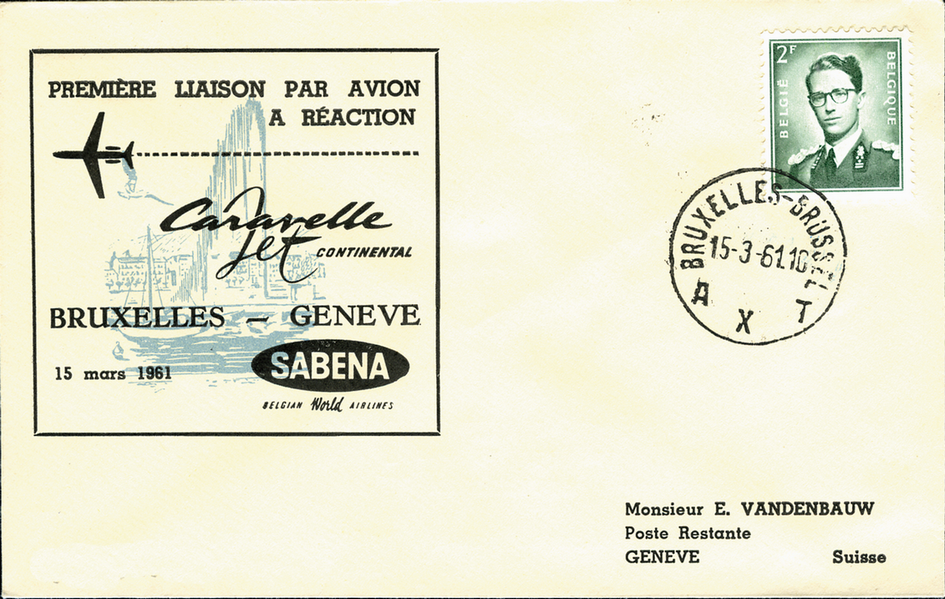 PREMIÈRE LIAISON PAR AVION
A RÉACTION
Caravelle
Jet CONTINENTAL
BRUXELLES — GENEVE
15 mars 1961
SABENA
BELGIAN World AIRLINES
2F
BELGIË
BELGIQUE
BRUXELLES-BRUSSEL
15-3-61.10
A X T
Monsieur E. VANDENBAUW
Poste Restante
GENEVE Suisse